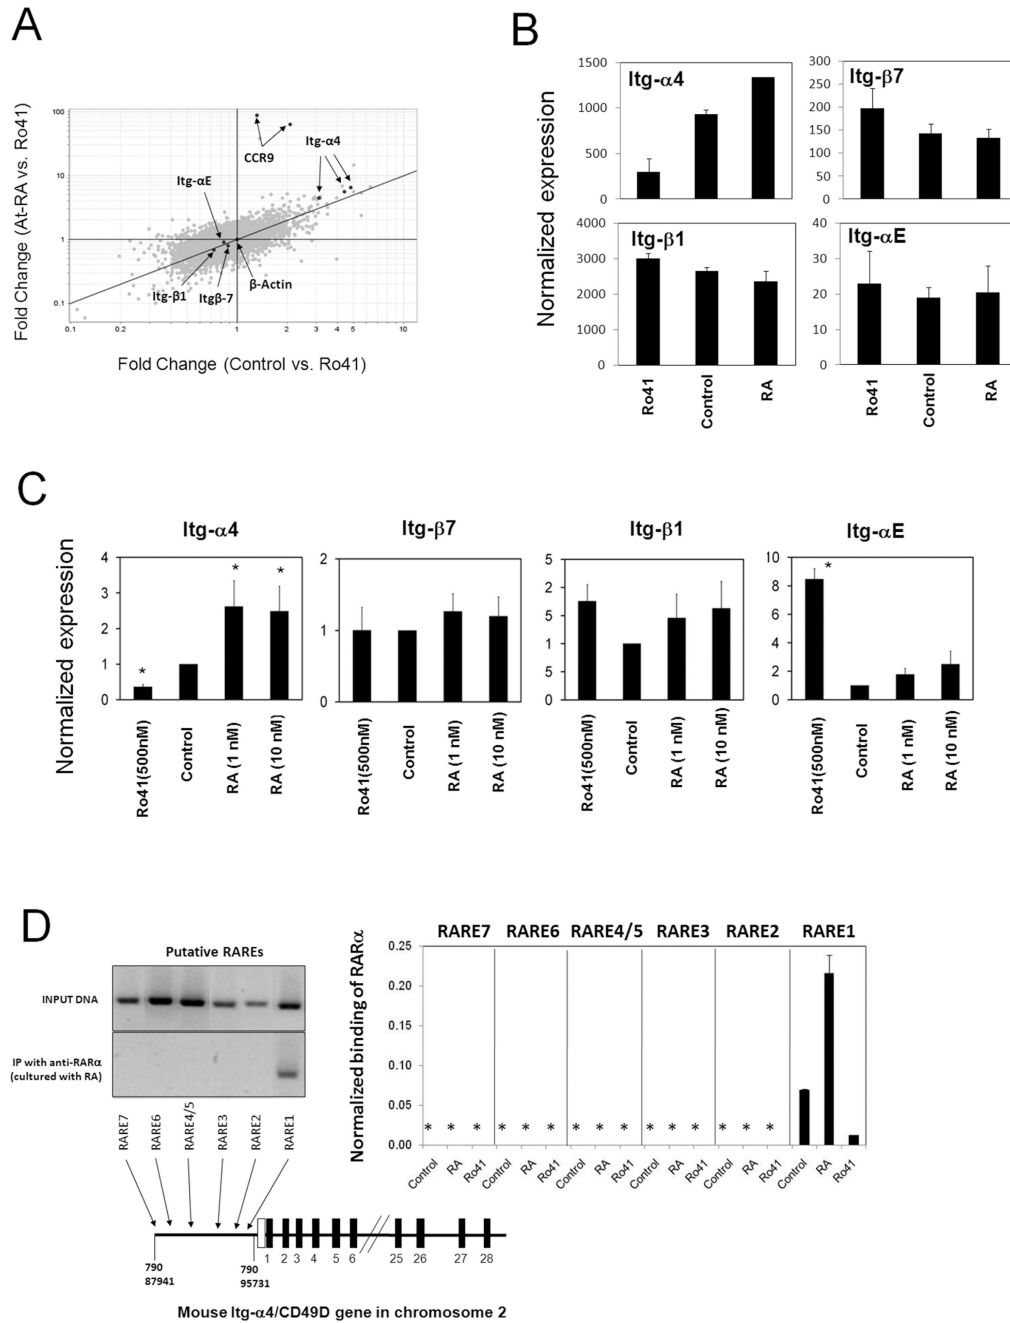 A
Fold Change (At-RA vs. Ro41)
100
10
1
0.1
CCR9
Itg-α4
Itg-αE
Itg-β1
Itgβ-7
β-Actin
0.1
0.2
1
2
3
4
5
10
Fold Change (Control vs. Ro41)
B
Normalized expression
Itg-α4
1500
1000
500
0
Itg-β7
300
250
200
150
100
50
0
Itg-β1
4000
3000
2000
1000
0
Itg-αE
40
30
20
10
0
Ro41
Control
RA
Ro41
Control
RA
C
Normalized expression
Itg-α4
4
3
2
1
0
*
*
*
Ro41(500nM)
Control
RA (1 nM)
RA (10 nM)
Itg-β7
2
1
0
Ro41(500nM)
Control
RA (1 nM)
RA (10 nM)
Itg-β1
5
2
5
1
5
0
Ro41(500nM)
Control
RA (1 nM)
RA (10 nM)
Itg-αE
10
8
6
4
2
0
*
Ro41(500nM)
Control
RA (1 nM)
RA (10 nM)
D
Putative RAREs
INPUT DNA
IP with anti-RARα
(cultured with RA)
RARE7
RARE6
RARE4/5
RARE3
RARE2
RARE1
Normalized binding of RARα
0.25
0.20
0.15
0.10
0.05
0.00
RARE7 RARE6 RARE4/5 RARE3 RARE2 RARE1
* * * * * * * * * * * * * * *
Control RA Ro41 Control RA Ro41 Control RA Ro41 Control RA Ro41 Control RA Ro41 Control RA Ro41
1 2 3 4 5 6 25 26 27 28
790
87941
790
95731
Mouse Itg-α4/CD49D gene in chromosome 2